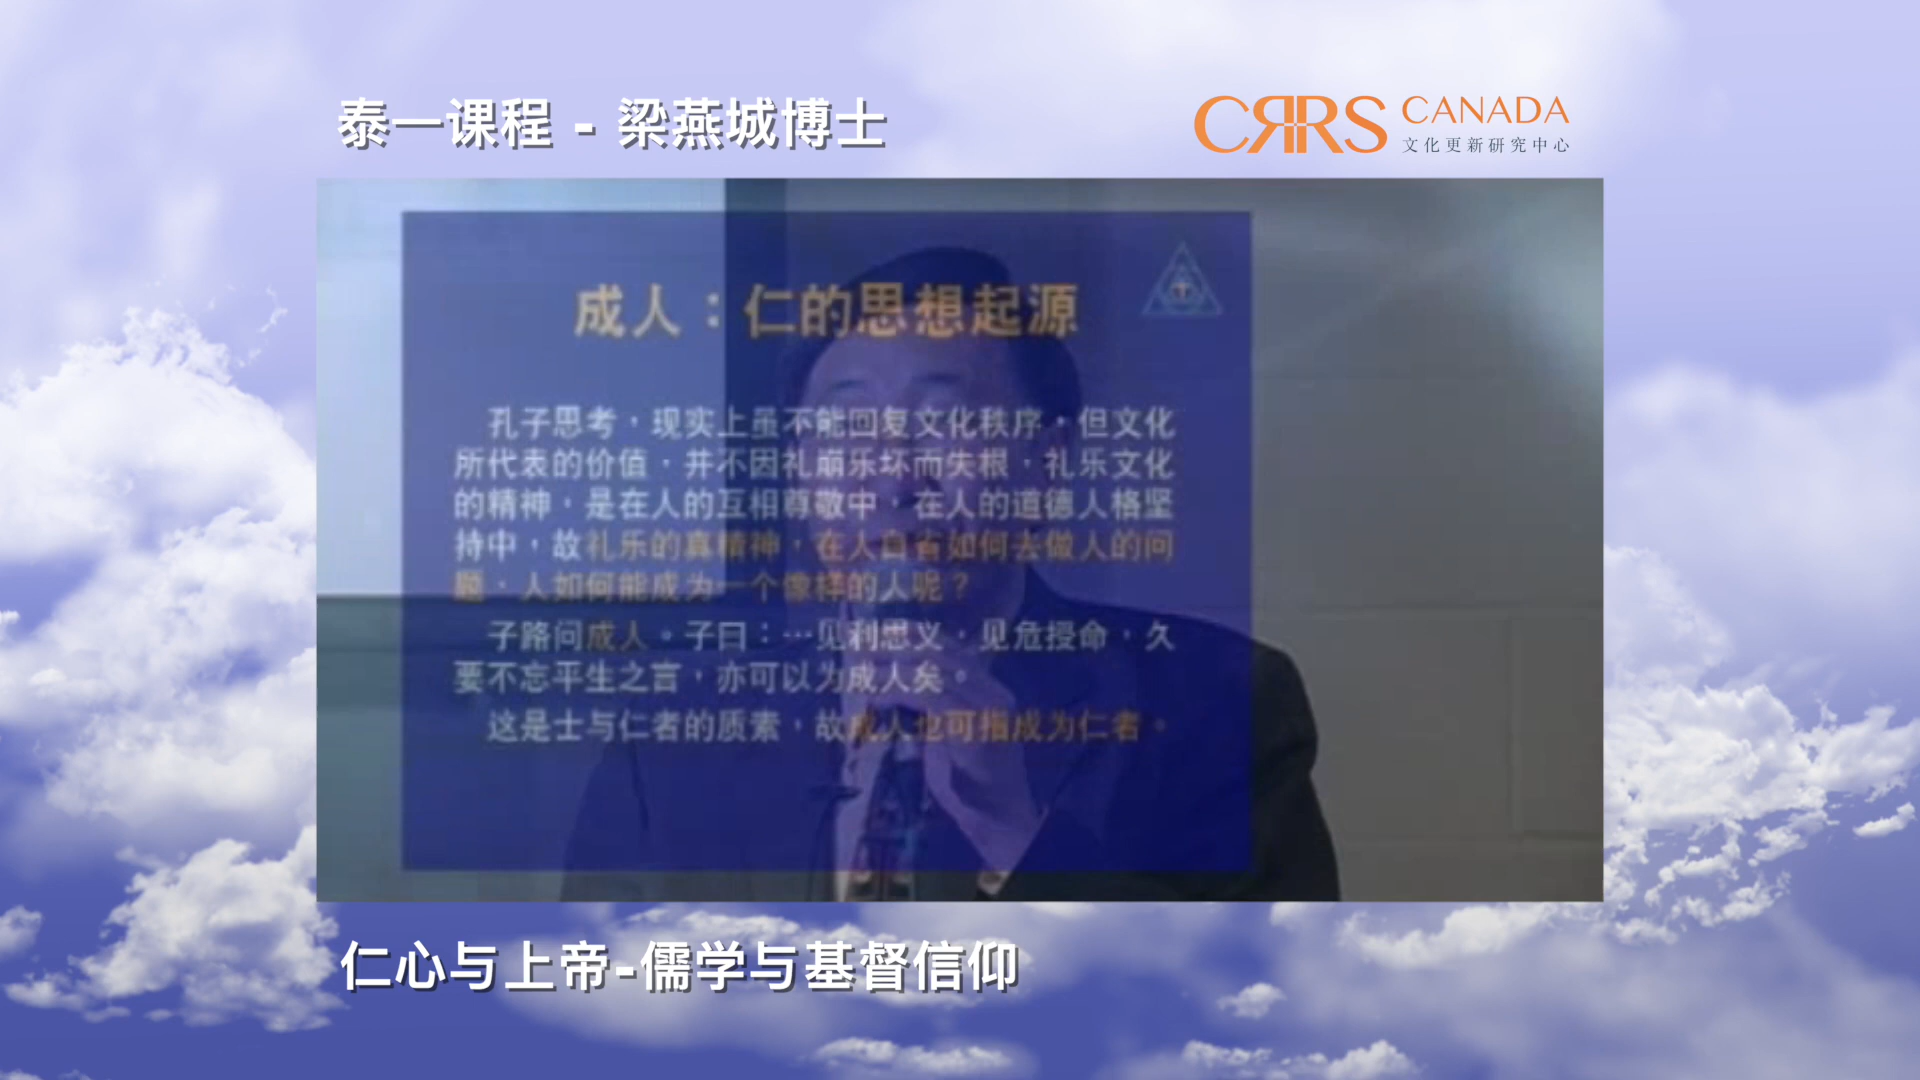 泰一课程 - 梁燕城博士
CRRS CANADA
文化更新研究中心
成人：仁的思想起源
孔子思考，现实上虽不能回复文化秩序，但文化
所代表的价值，并不因礼崩乐坏而失根，礼乐文化
的精神，是在人的互相尊敬中，在人的道德人格坚
持中，故礼乐的真精神，在人自省如何去做人的问
题，人如何能成为一个像样的人呢？
子路问成人。子曰：…见利思义，见危授命，久
要不忘平生之言，亦可以为成人矣。
这是士与仁者的质素，故成人也可指成为仁者。
仁心与上帝-儒学与基督信仰